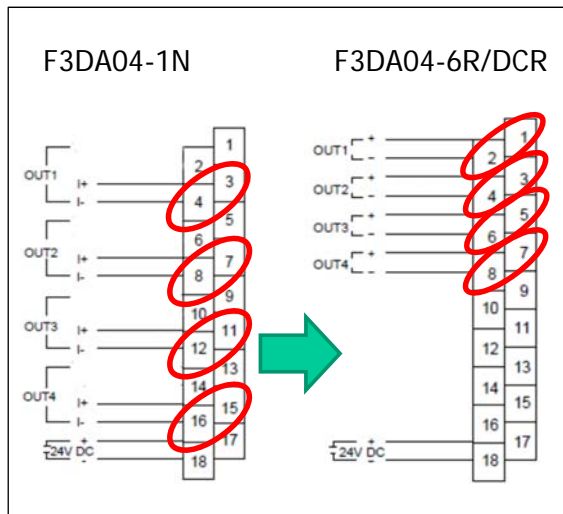 F3DA04-1N
OUT1
I+
I-
OUT2
I+
I-
OUT3
I+
I-
OUT4
I+
I-
+
24V DC
-
1
2
3
4
5
6
7
8
9
10
11
12
13
14
15
16
17
18
F3DA04-6R/DCR
OUT1
+
-
OUT2
+
-
OUT3
+
-
OUT4
+
-
+
24V DC
-
1
2
3
4
5
6
7
8
9
10
11
12
13
14
15
16
17
18